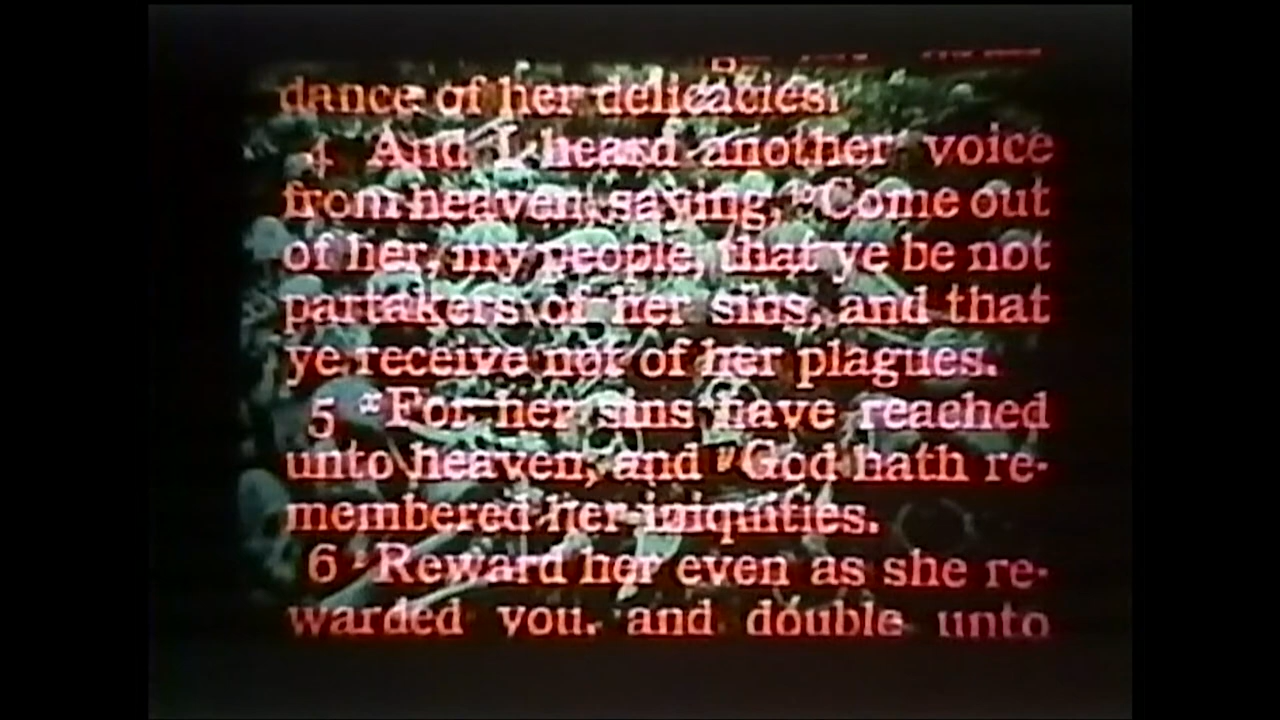 dance of her delicacies.
4 And I heard another voice
from heaven, saying, Come out
of her, my people, that ye be not
partakers of her sins, and that
ye receive not of her plagues.
5 x For her sins have reached
unto heaven, and y God hath re-
membered her iniquities.
6 z Reward her even as she re-
warded you, and double unto